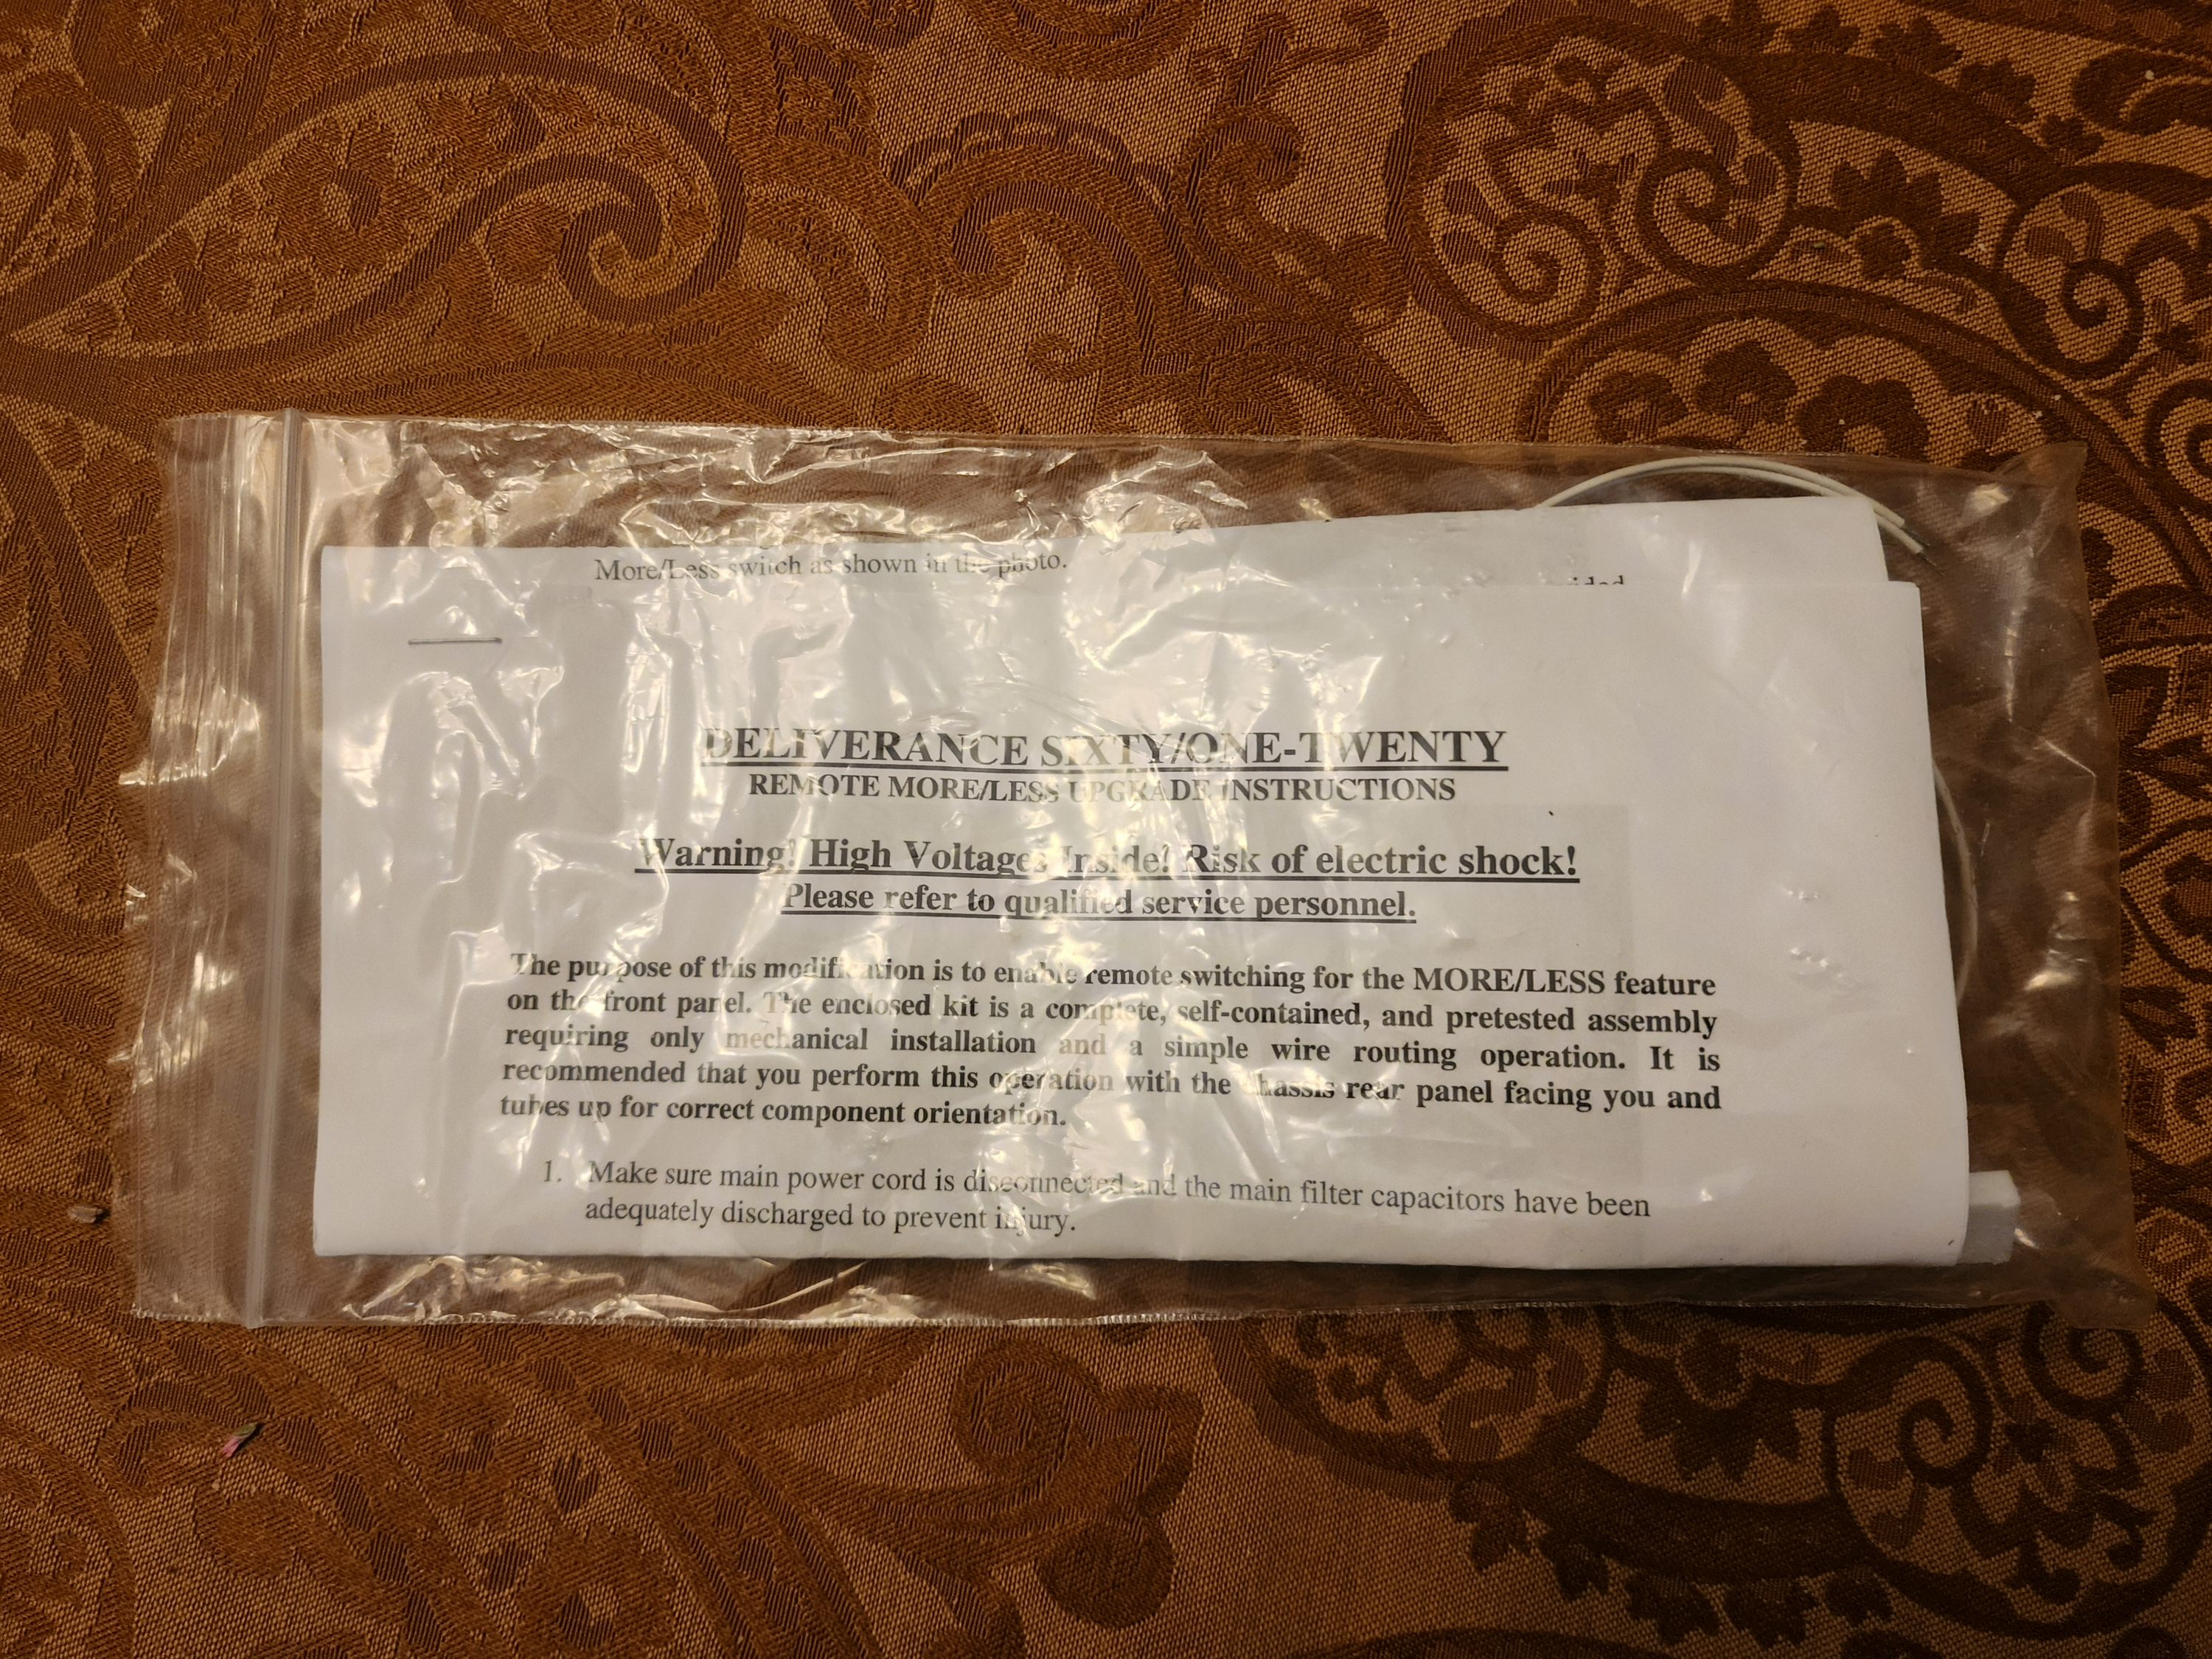 More/Less switch as shown in the photo.
DELIVERANCE SIXTY/ONE-TWENTY
REMOTE MORE/LESS UPGRADE INSTRUCTIONS
Warning! High Voltages Inside! Risk of electric shock!
Please refer to qualified service personnel.
The purpose of this modification is to enable remote switching for the MORE/LESS feature
on the front panel. The enclosed kit is a complete, self-contained, and pretested assembly
requiring only mechanical installation and a simple wire routing operation. It is
recommended that you perform this operation with the chassis rear panel facing you and
tubes up for correct component orientation.
1. Make sure main power cord is disconnected and the main filter capacitors have been
adequately discharged to prevent injury.